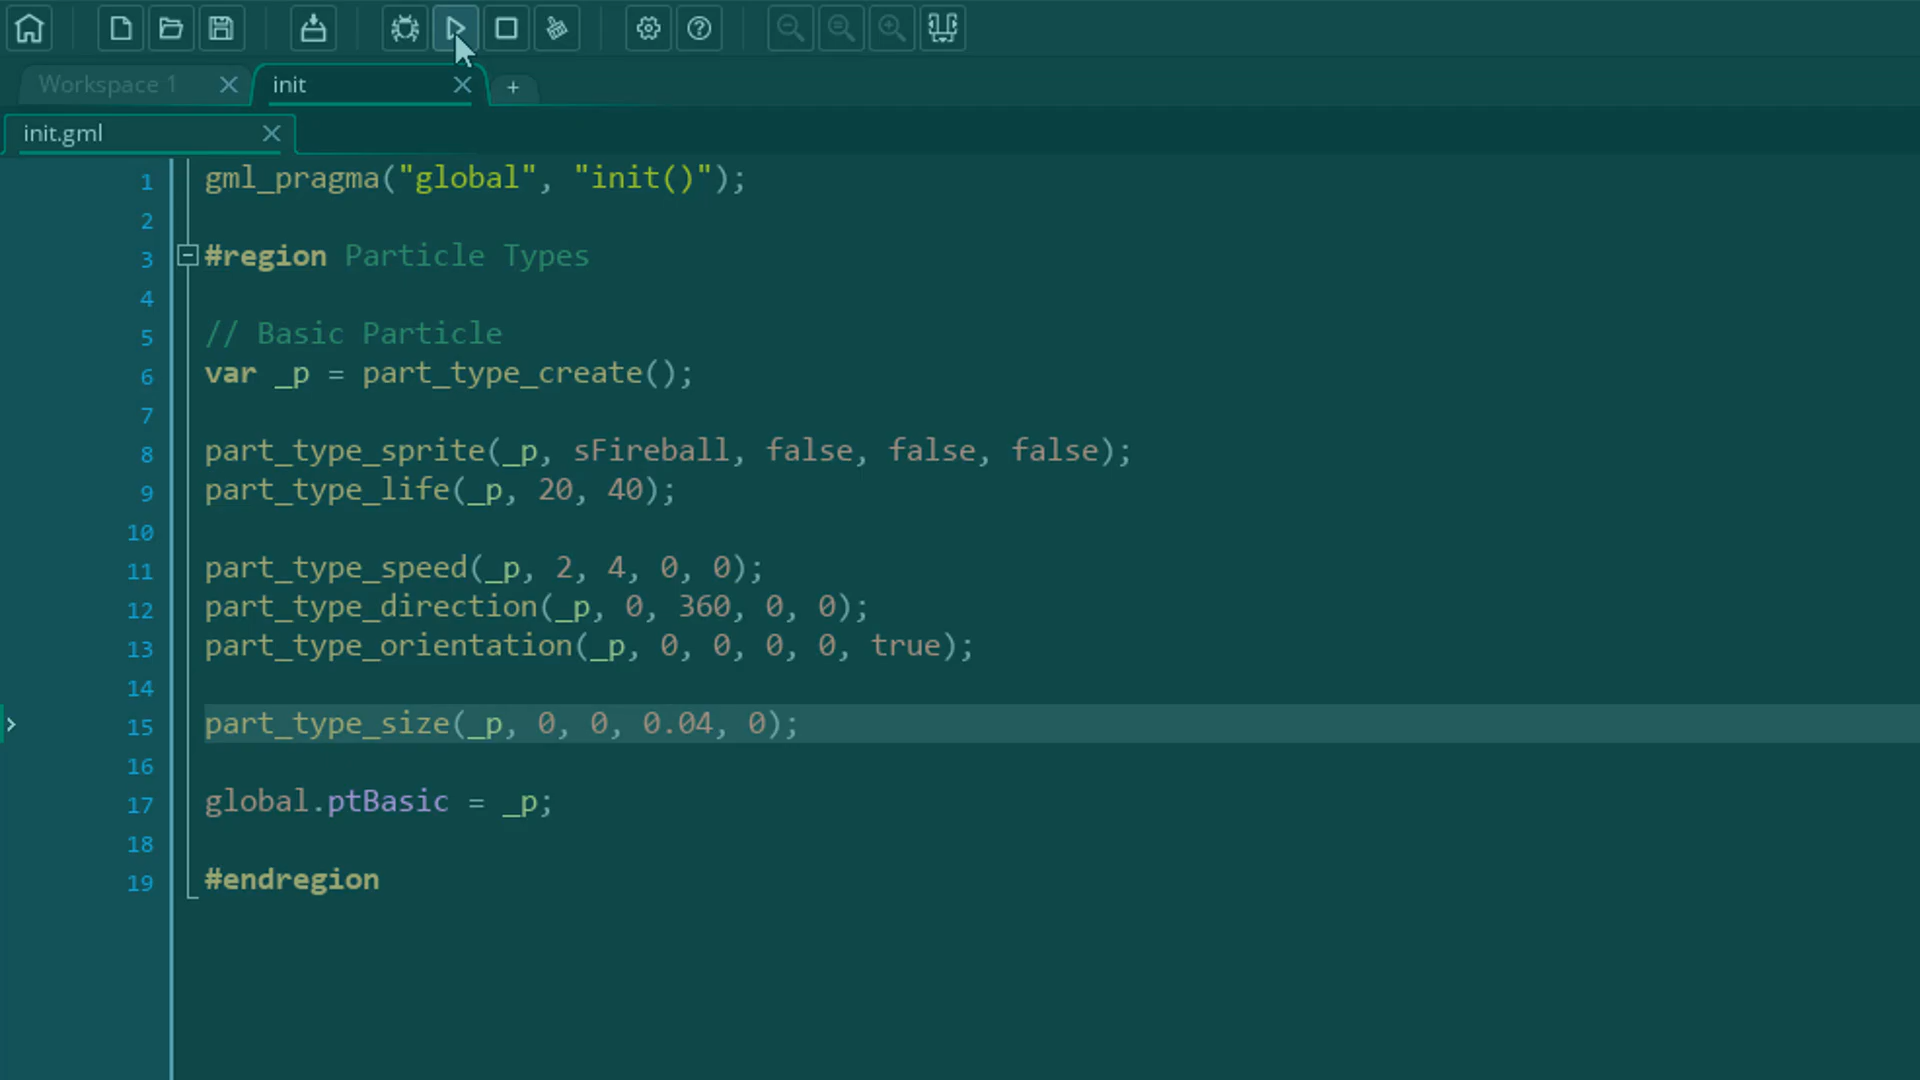 Workspace 1
init
+
init.gml
1 gml_pragma("global", "init()");
2
3 #region Particle Types
4
5 // Basic Particle
6 var _p = part_type_create();
7
8 part_type_sprite(_p, sFireball, false, false, false);
9 part_type_life(_p, 20, 40);
10
11 part_type_speed(_p, 2, 4, 0, 0);
12 part_type_direction(_p, 0, 360, 0, 0);
13 part_type_orientation(_p, 0, 0, 0, 0, true);
14
15 part_type_size(_p, 0, 0, 0.04, 0);
16
17 global.ptBasic = _p;
18
19 #endregion